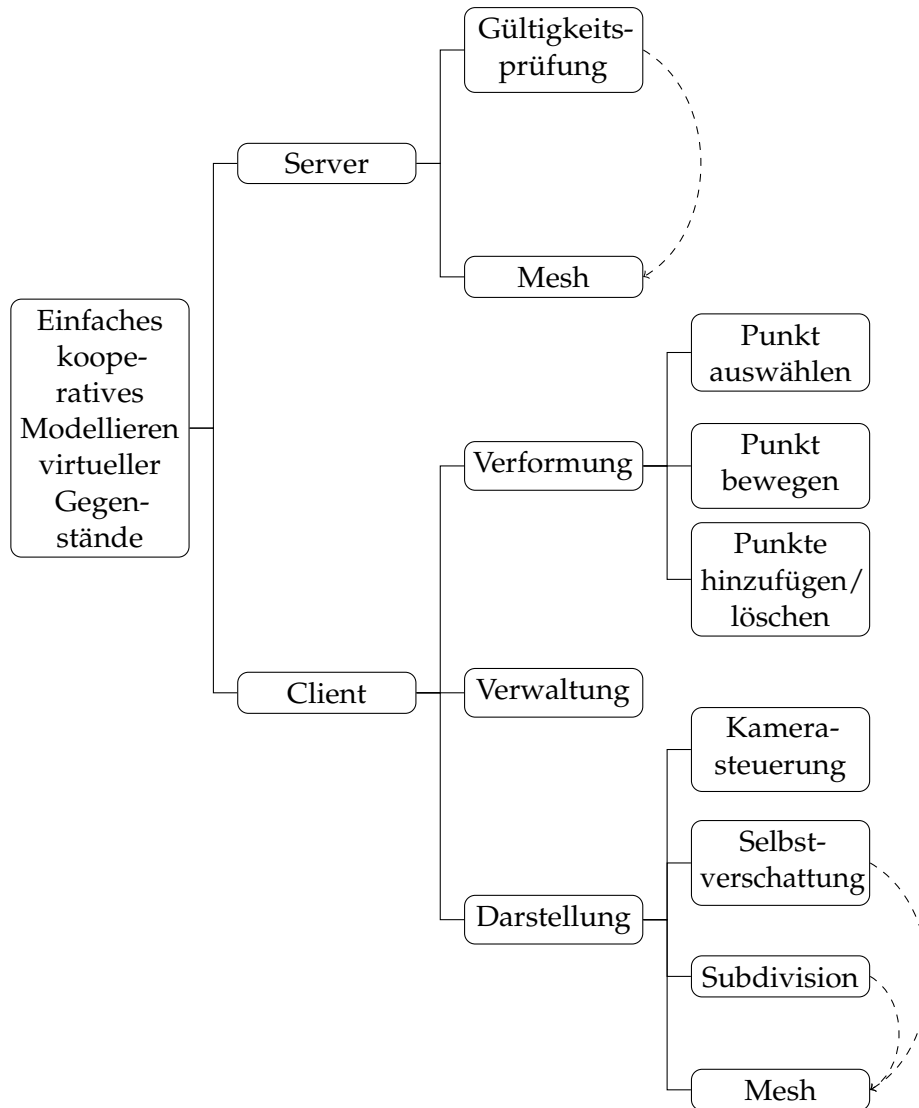 Gültigkeits-
prüfung
Server
Mesh
Einfaches
koope-
ratives
Modellieren
virtueller
Gegen-
stände
Punkt
auswählen
Verformung
Punkt
bewegen
Punkte
hinzufügen/
löschen
Client
Verwaltung
Kamera-
steuerung
Selbst-
verschattung
Darstellung
Subdivision
Mesh